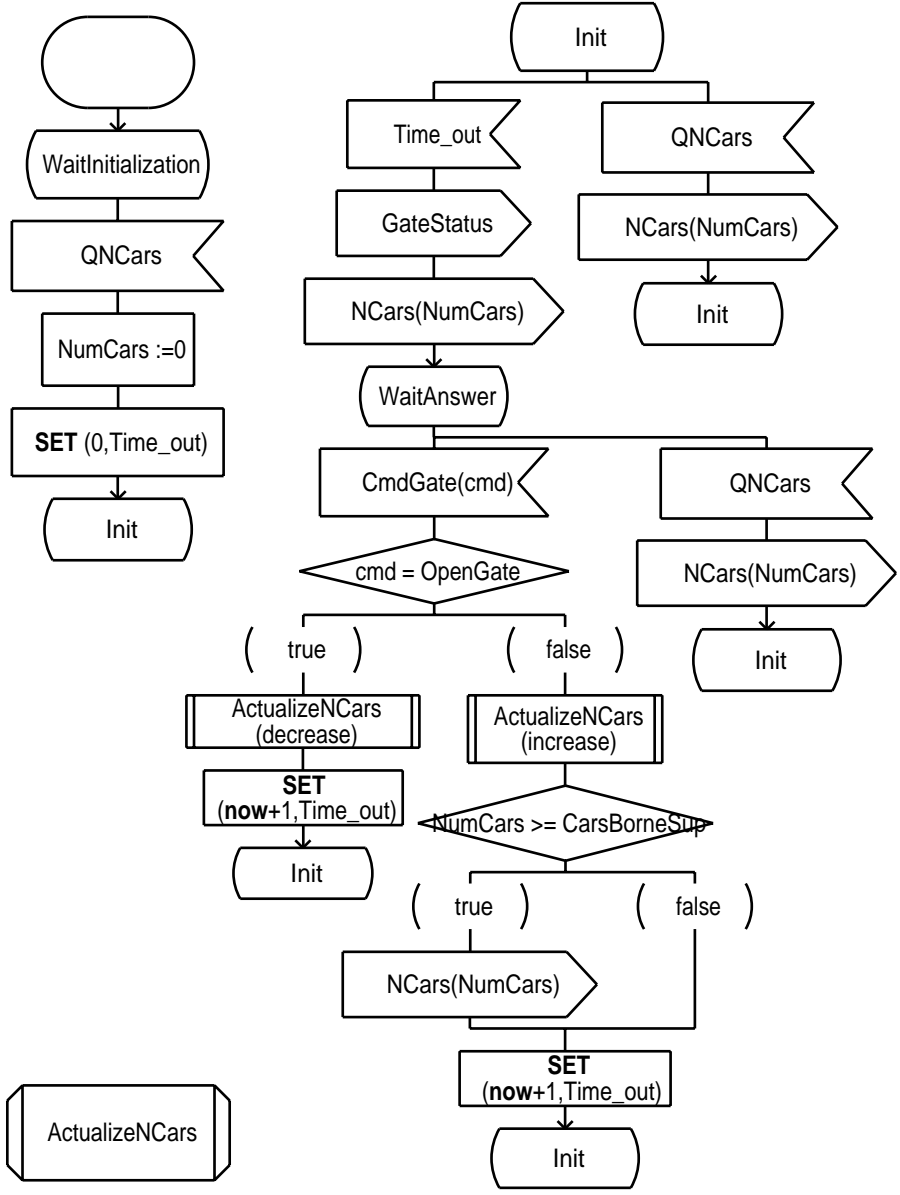 WaitInitialization
QNCars
NumCars :=0
SET (0,Time_out)
Init
Init
Time_out
GateStatus
NCars(NumCars)
WaitAnswer
QNCars
NCars(NumCars)
Init
CmdGate(cmd)
cmd = OpenGate
QNCars
NCars(NumCars)
Init
( true )
ActualizeNCars
(decrease)
SET
(now+1,Time_out)
Init
( false )
ActualizeNCars
(increase)
NumCars >= CarsBorneSup
( true )
NCars(NumCars)
( false )
SET
(now+1,Time_out)
Init
ActualizeNCars